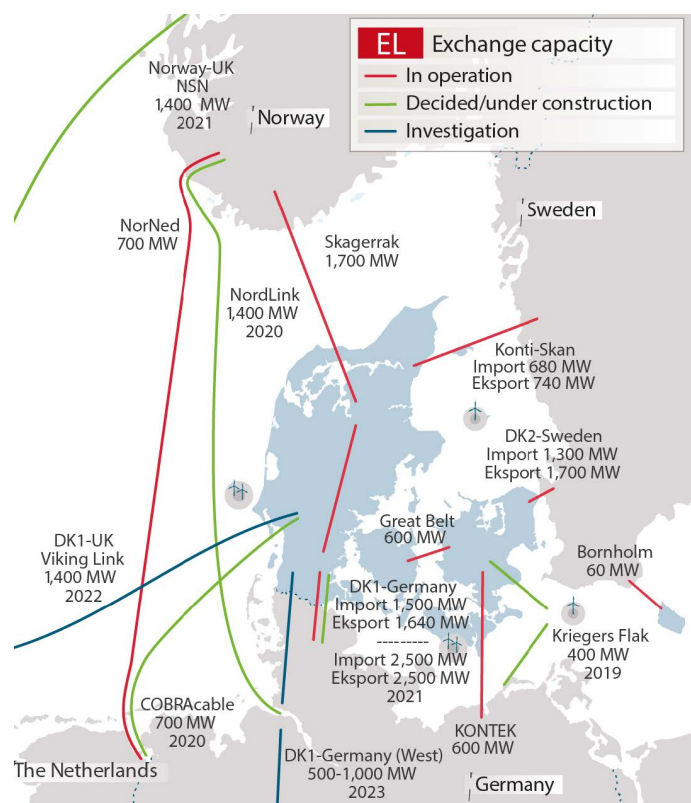 EL Exchange capacity
In operation
Decided/under construction
Investigation
Norway-UK
NSN
1,400 MW
2021
Norway
Sweden
NorNed
700 MW
Skagerrak
1,700 MW
NordLink
1,400 MW
2020
Konti-Skan
Import 680 MW
Eksport 740 MW
DK2-Sweden
Import 1,300 MW
Eksport 1,700 MW
Great Belt
600 MW
DK1-UK
Viking Link
1,400 MW
2022
Bornholm
60 MW
DK1-Germany
Import 1,500 MW
Eksport 1,640 MW
---------
Import 2,500 MW
Eksport 2,500 MW
2021
Kriegers Flak
400 MW
2019
COBRAcable
700 MW
2020
KONTEK
600 MW
DK1-Germany (West)
500-1,000 MW
2023
The Netherlands
Germany